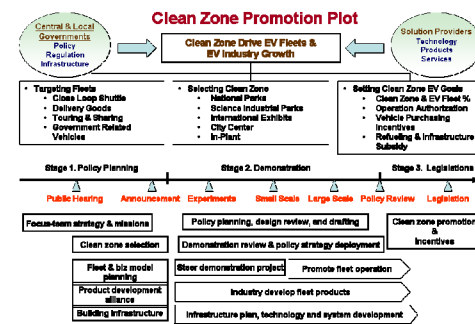 Clean Zone Promotion Plot
Central & Local
Governments
Policy
Regulation
Infrastructure
Clean Zone Drive EV Fleets &
EV Industry Growth
Solution Providers
Technology
Products
Services
• Targeting Fleets
• Close Loop Shuttle
• Delivery Goods
• Touring & Sharing
• Government Related
Vehicles
• Selecting Clean Zone
• National Parks
• Science Industrial Parks
• International Exhibits
• City Center
• In-Plant
• Setting Clean Zone EV Goals
• Clean Zone & EV Fleet %
• Operation Authorization
• Vehicle Purchasing
Incentives
• Refueling & Infrastructure
Subsidy
Stage 1. Policy Planning
Stage 2. Demonstration
Stage 3. Legislations
Public Hearing
Announcement
Experiments
Small Scale
Large Scale
Policy Review
Legislation
Focus-team strategy & missions
Policy planning, design review, and drafting
Clean zone promotion
&
Incentives
Clean zone selection
Demonstration review & policy strategy deployment
Fleet & biz model
planning
Steer demonstration project
Promote fleet operation
Product development
alliance
Industry develop fleet products
Building infrastructure
Infrastructure plan, technology and system development